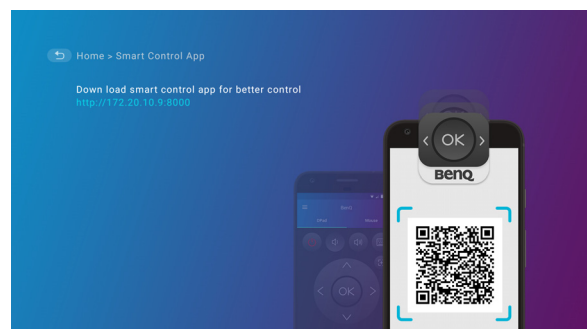 Home > Smart Control App
Down load smart control app for better control
http://172.20.10.9:8000
OK
BenQ
BenQ
OK